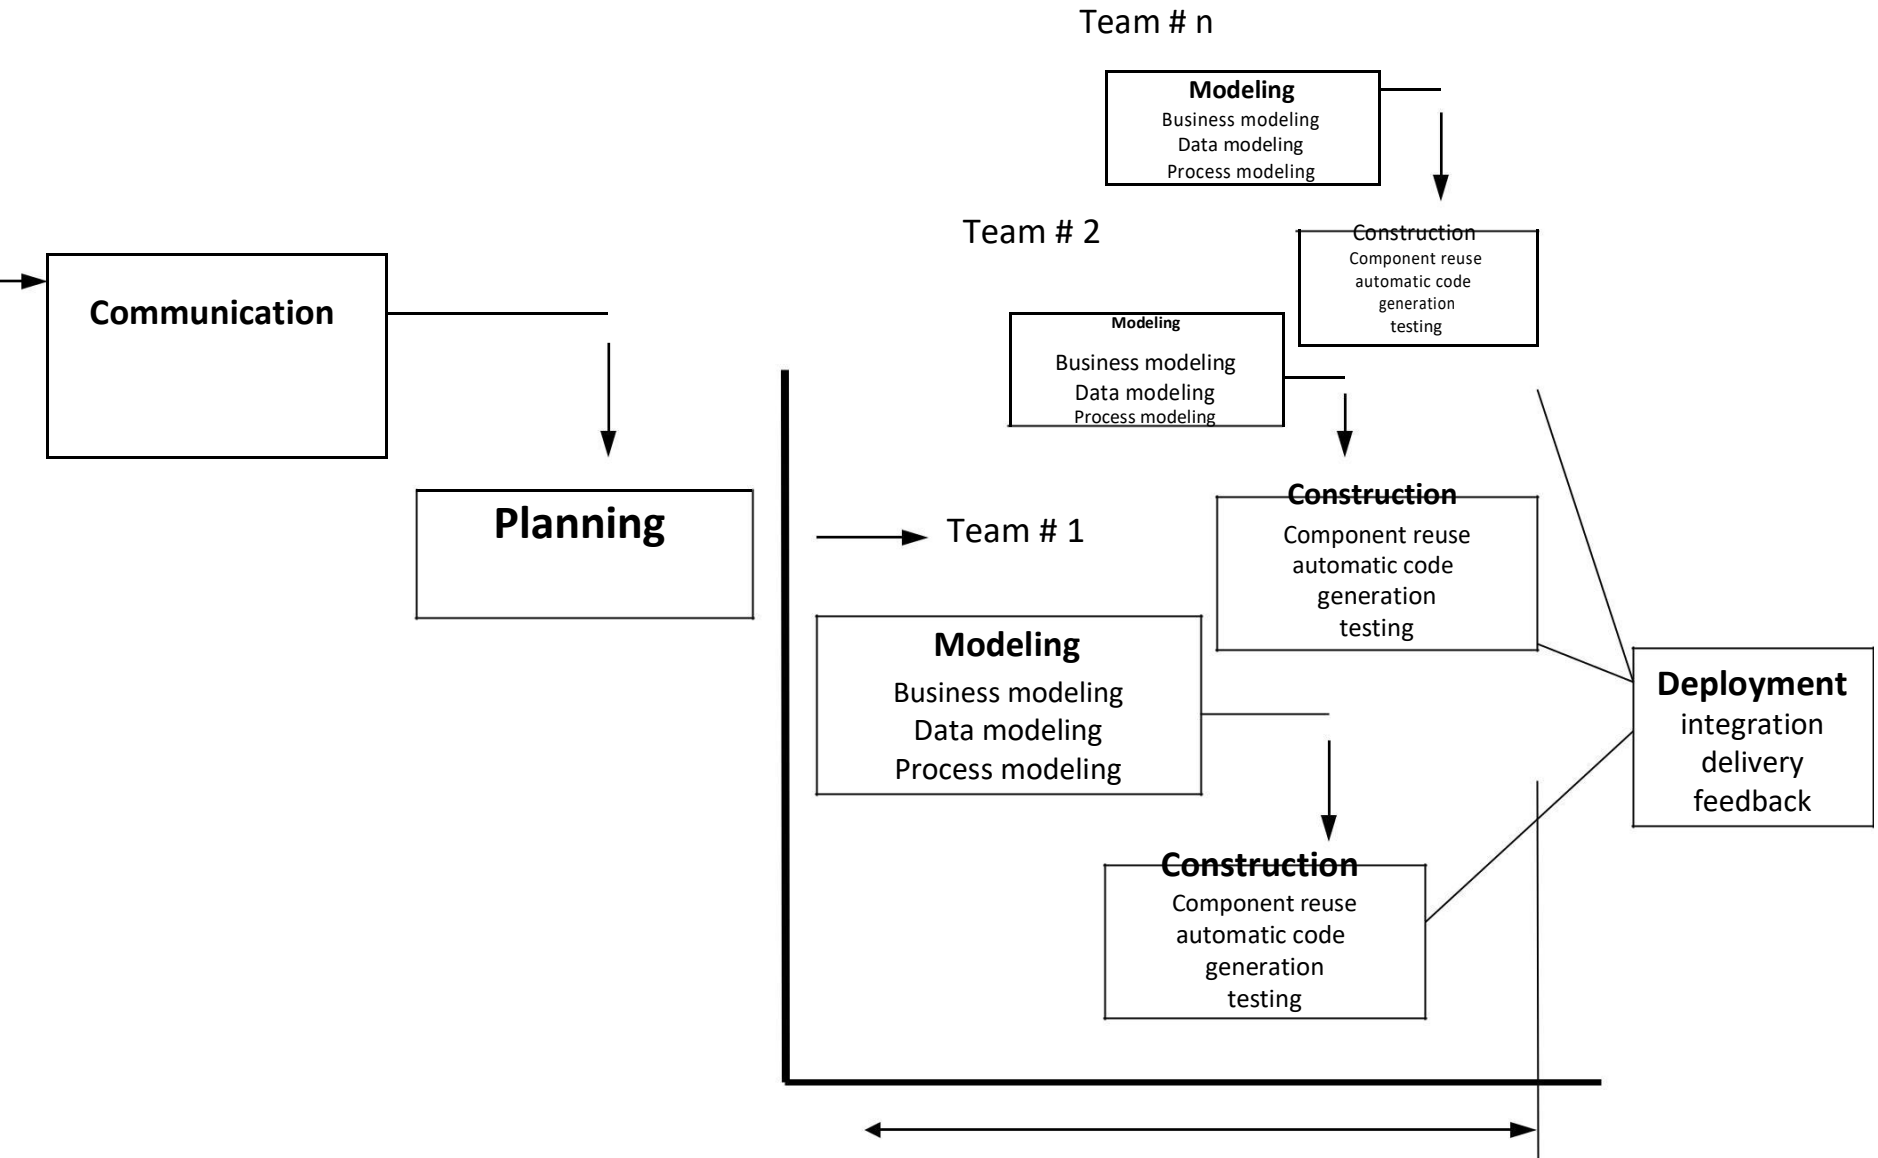 Team # n
Modeling
Business modeling
Data modeling
Process modeling
Team # 2
Construction
Component reuse
automatic code
generation
testing
Communication
Modeling
Business modeling
Data modeling
Process modeling
Planning
Team # 1
Construction
Component reuse
automatic code
generation
testing
Modeling
Business modeling
Data modeling
Process modeling
Deployment
integration
delivery
feedback
Construction
Component reuse
automatic code
generation
testing